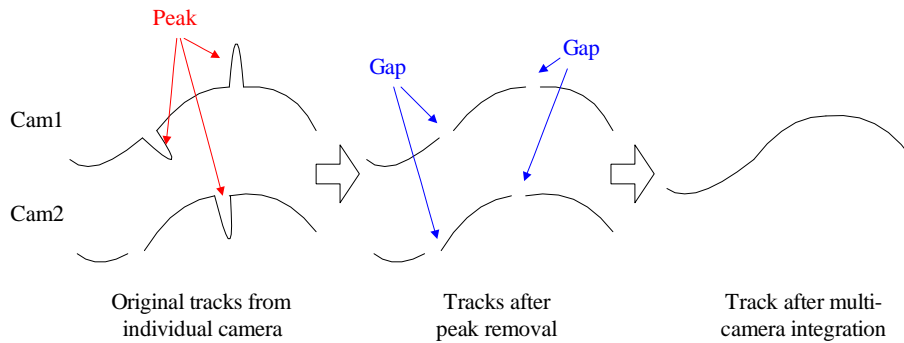 Peak
Gap
Gap
Cam1
Cam2
Original tracks from
individual camera
Tracks after
peak removal
Track after multi-
camera integration